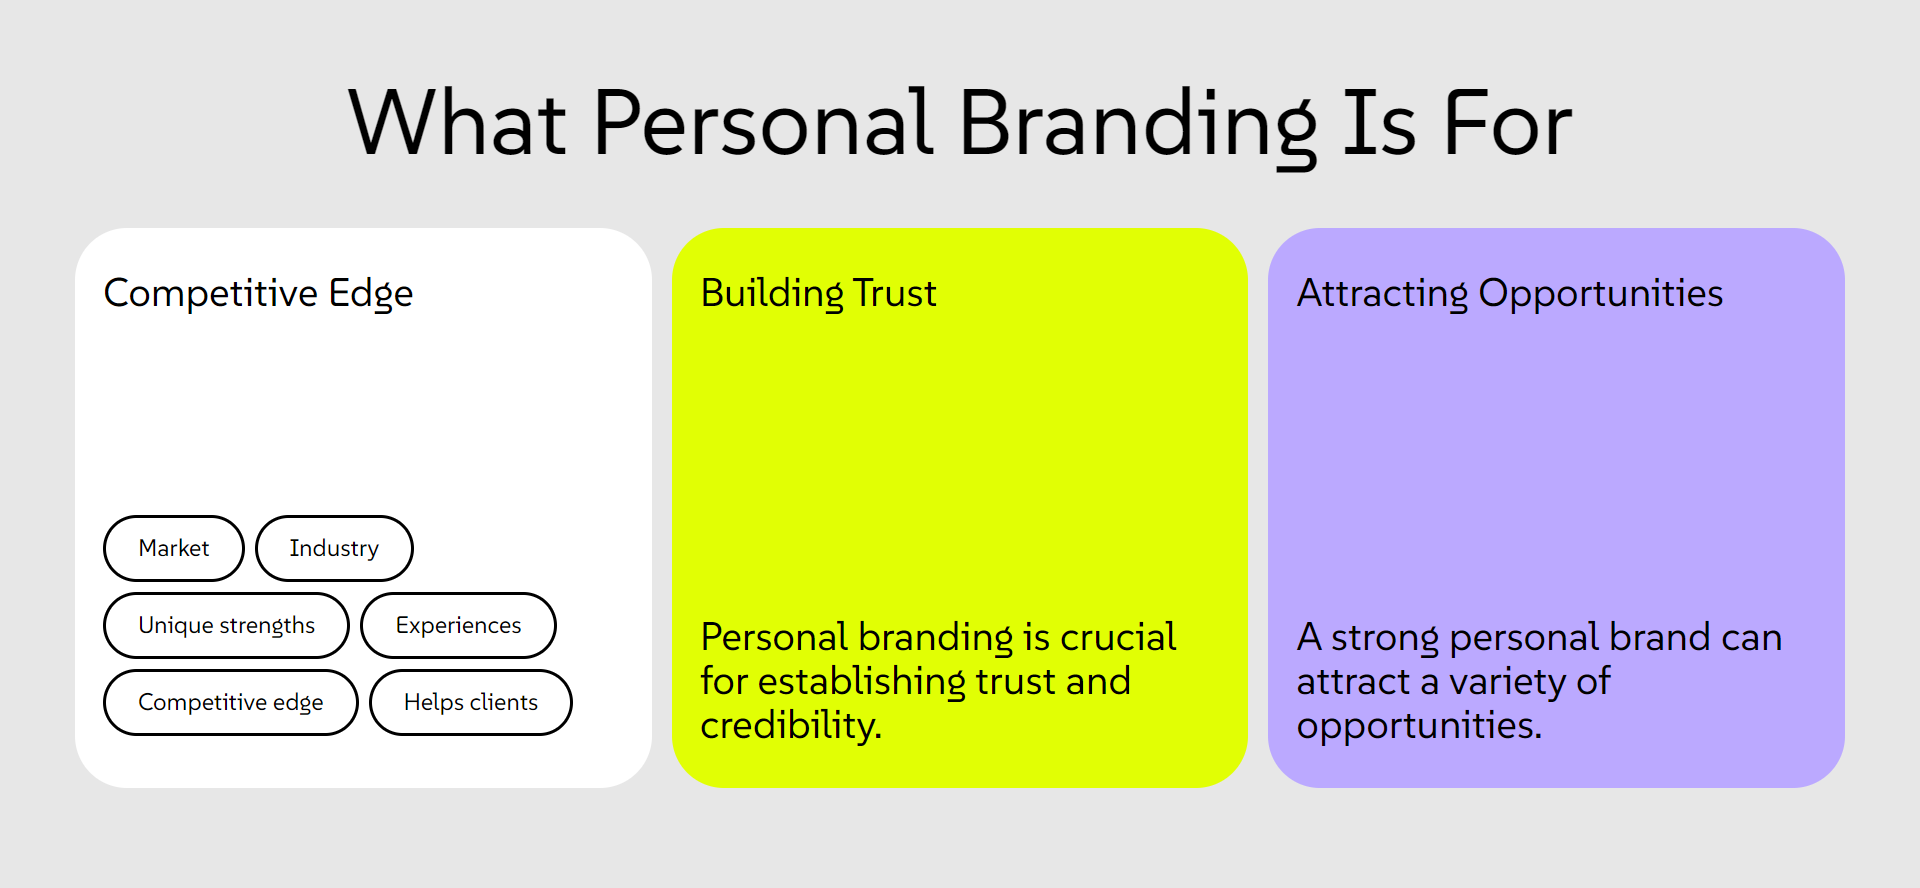 What Personal Branding Is For
Competitive Edge
Market
Industry
Unique strengths
Experiences
Competitive edge
Helps clients
Building Trust
Personal branding is crucial
for establishing trust and
credibility.
Attracting Opportunities
A strong personal brand can
attract a variety of
opportunities.